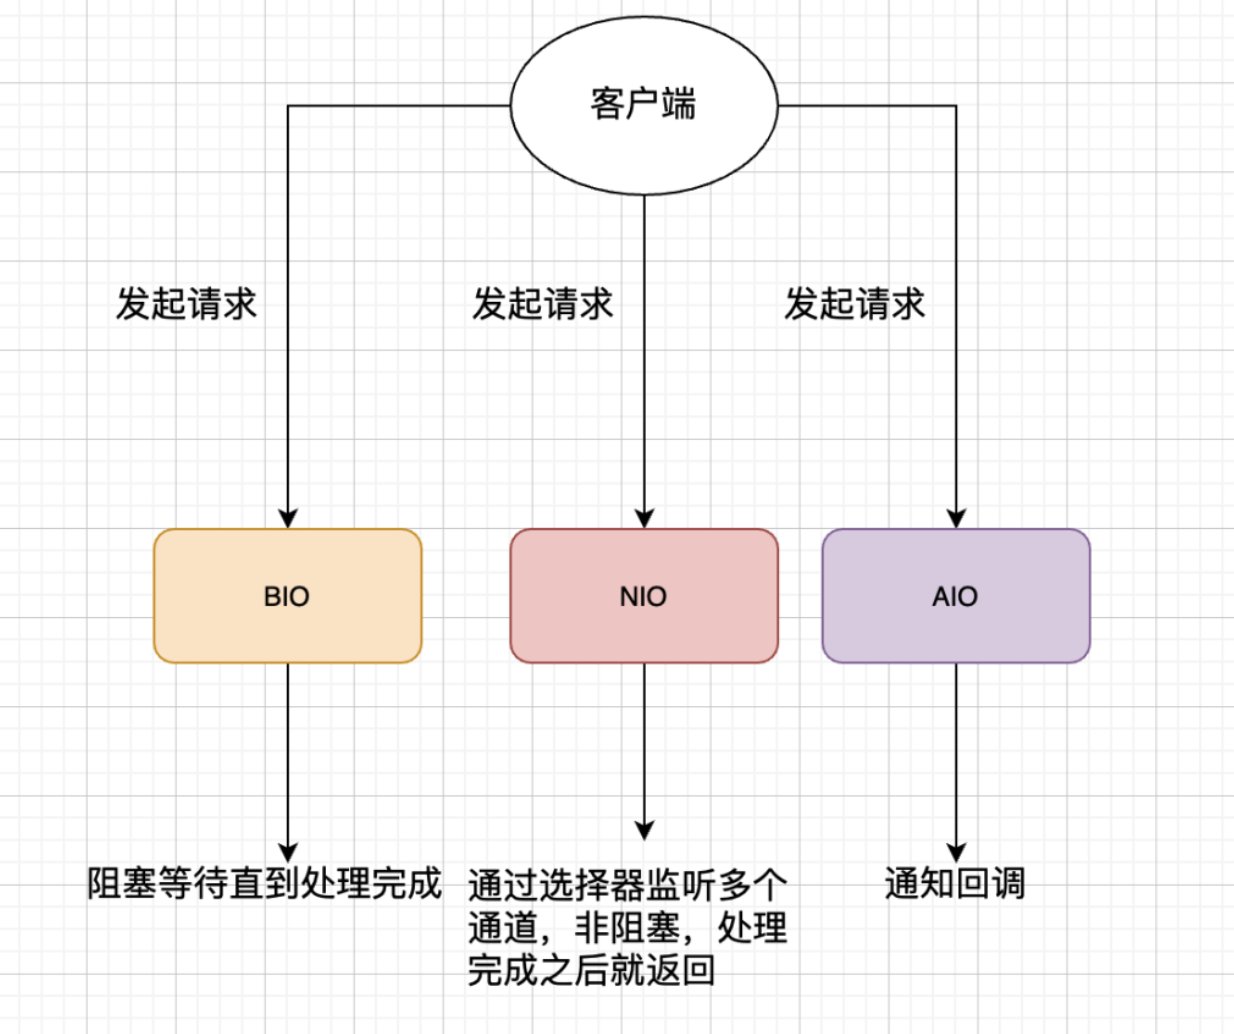 客户端
发起请求
发起请求
发起请求
BIO
NIO
AIO
阻塞等待直到处理完成
通过选择器监听多个
通道，非阻塞，处理
完成之后就返回
通知回调